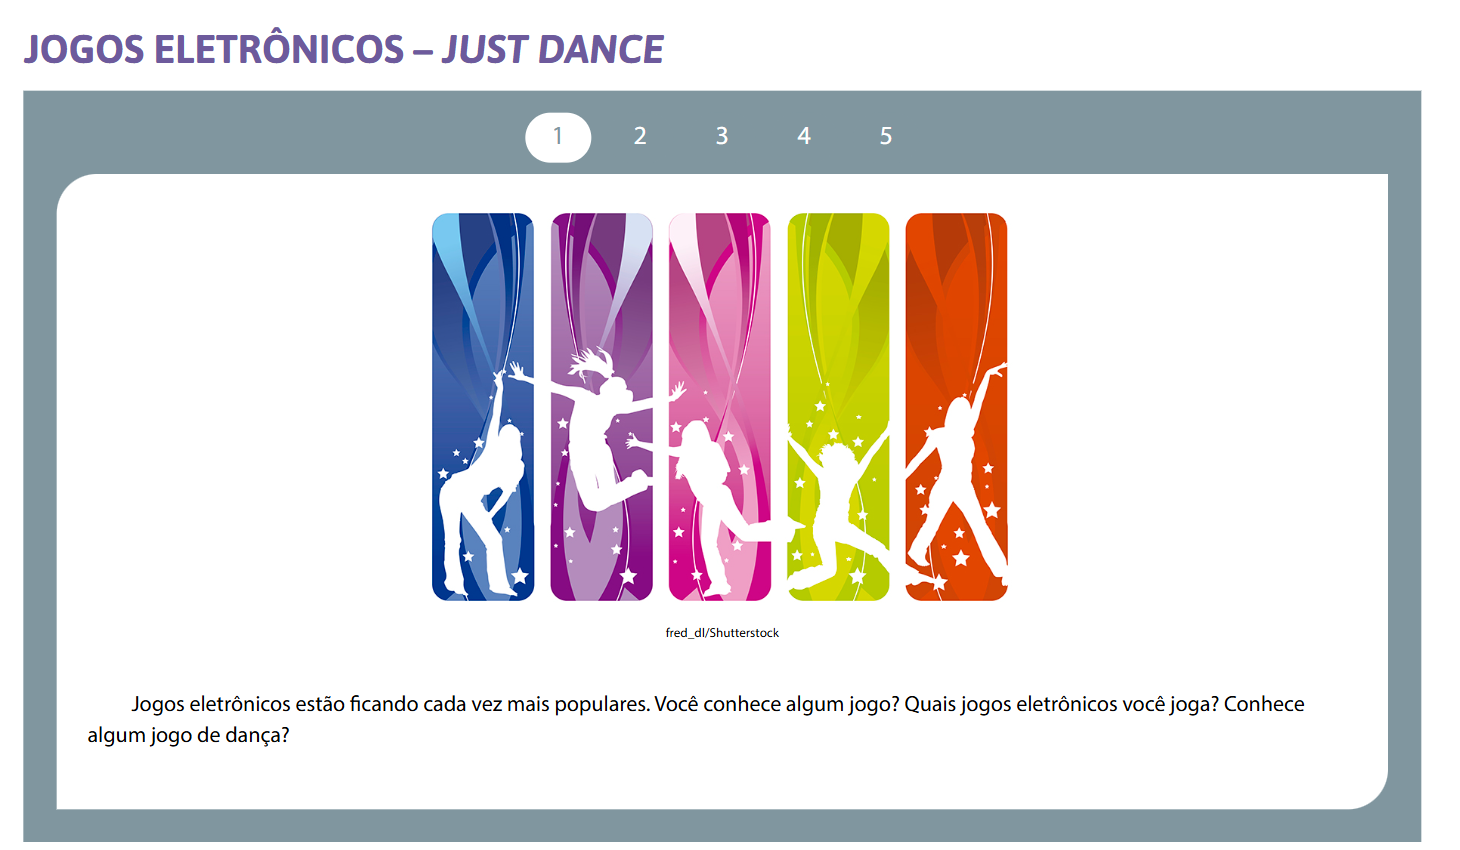 JOGOS ELETRÔNICOS – JUST DANCE
1 2 3 4 5
fred_dl/Shutterstock
Jogos eletrônicos estão ficando cada vez mais populares. Você conhece algum jogo? Quais jogos eletrônicos você joga? Conhece
algum jogo de dança?